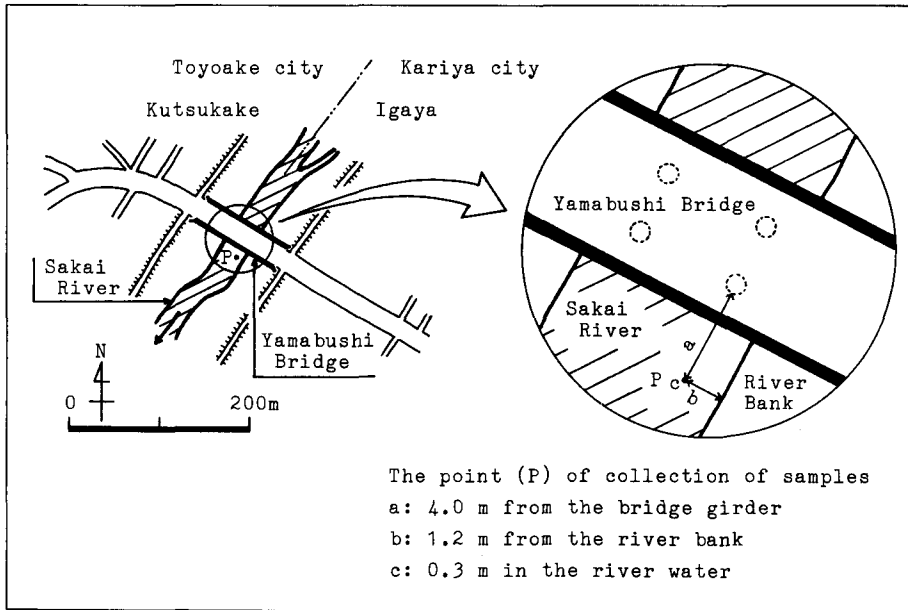 Toyoake city
Kariya city
Kutsukake
Igaya
P
Sakai
River
Yamabushi
Bridge
N
0
200m
Yamabushi Bridge
Sakai
River
a
P c
b
River
Bank
The point (P) of collection of samples
a: 4.0 m from the bridge girder
b: 1.2 m from the river bank
c: 0.3 m in the river water